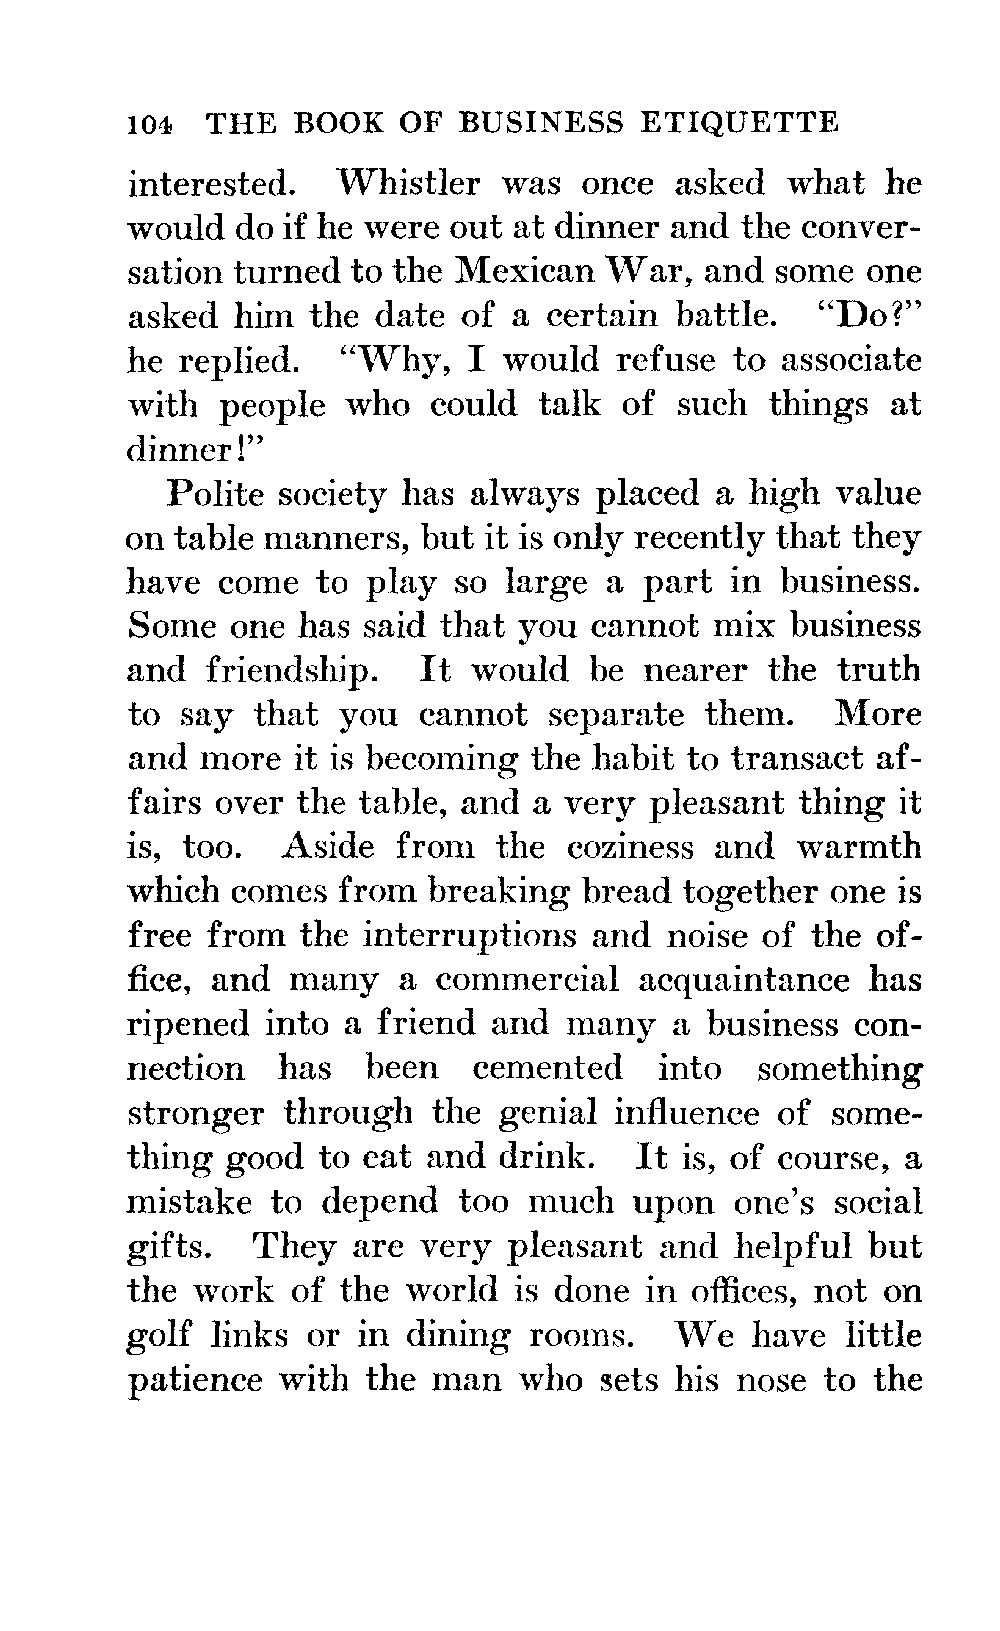 104 THE BOOK OF BUSINESS ETIQUETTE
interested. Whistler was once asked what he
would do if he were out at dinner and the conver-
sation turned to the Mexican War, and some one
asked him the date of a certain battle. “Do?”
he replied. “Why, I would refuse to associate
with people who could talk of such things at
dinner!”
Polite society has always placed a high value
on table manners, but it is only recently that they
have come to play so large a part in business.
Some one has said that you cannot mix business
and friendship. It would be nearer the truth
to say that you cannot separate them. More
and more it is becoming the habit to transact af-
fairs over the table, and a very pleasant thing it
is, too. Aside from the coziness and warmth
which comes from breaking bread together one is
free from the interruptions and noise of the of-
fice, and many a commercial acquaintance has
ripened into a friend and many a business con-
nection has been cemented into something
stronger through the genial influence of some-
thing good to eat and drink. It is, of course, a
mistake to depend too much upon one’s social
gifts. They are very pleasant and helpful but
the work of the world is done in offices, not on
golf links or in dining rooms. We have little
patience with the man who sets his nose to the